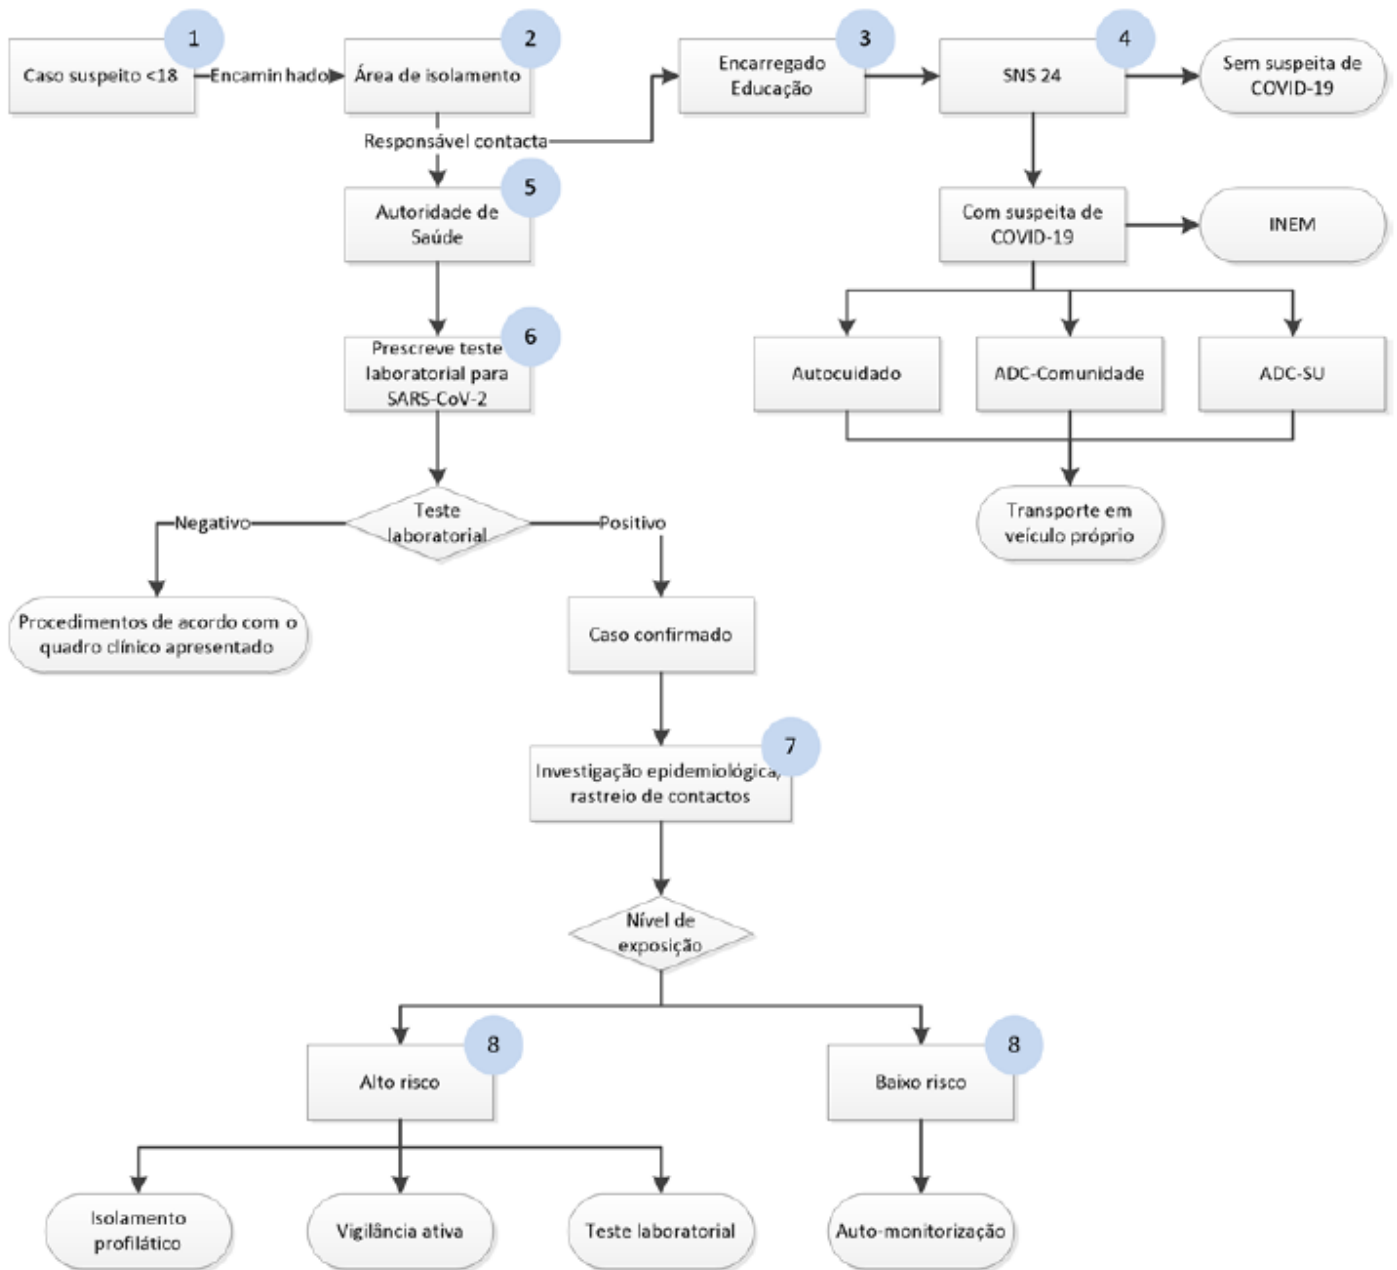 1
2
3
4
Caso suspeito <18
Encaminhado
Área de isolamento
Encarregado
Educação
SNS 24
Sem suspeita de
COVID-19
Responsável contacta
5
Autoridade de
Saúde
Com suspeita de
COVID-19
INEM
6
Prescreve teste
laboratorial para
SARS-CoV-2
Autocuidado
ADC-Comunidade
ADC-SU
Negativo
Teste
laboratorial
Positivo
Transporte em
veículo próprio
Procedimentos de acordo com o
quadro clínico apresentado
Caso confirmado
7
Investigação epidemiológica,
rastreio de contactos
Nível de
exposição
8
8
Alto risco
Baixo risco
Isolamento
profilático
Vigilância ativa
Teste laboratorial
Auto-monitorização